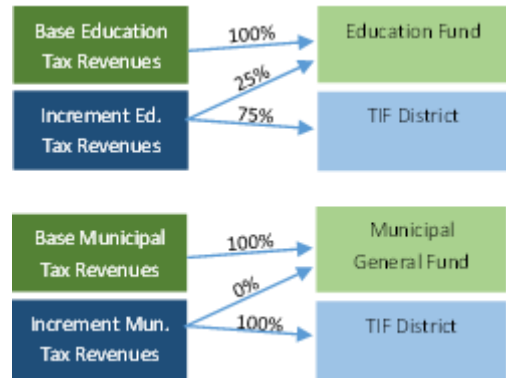 Base Education
Tax Revenues
100%
Education Fund
25%
Increment Ed.
Tax Revenues
75%
TIF District
Base Municipal
Tax Revenues
100%
Municipal
General Fund
0%
Increment Mun.
Tax Revenues
100%
TIF District